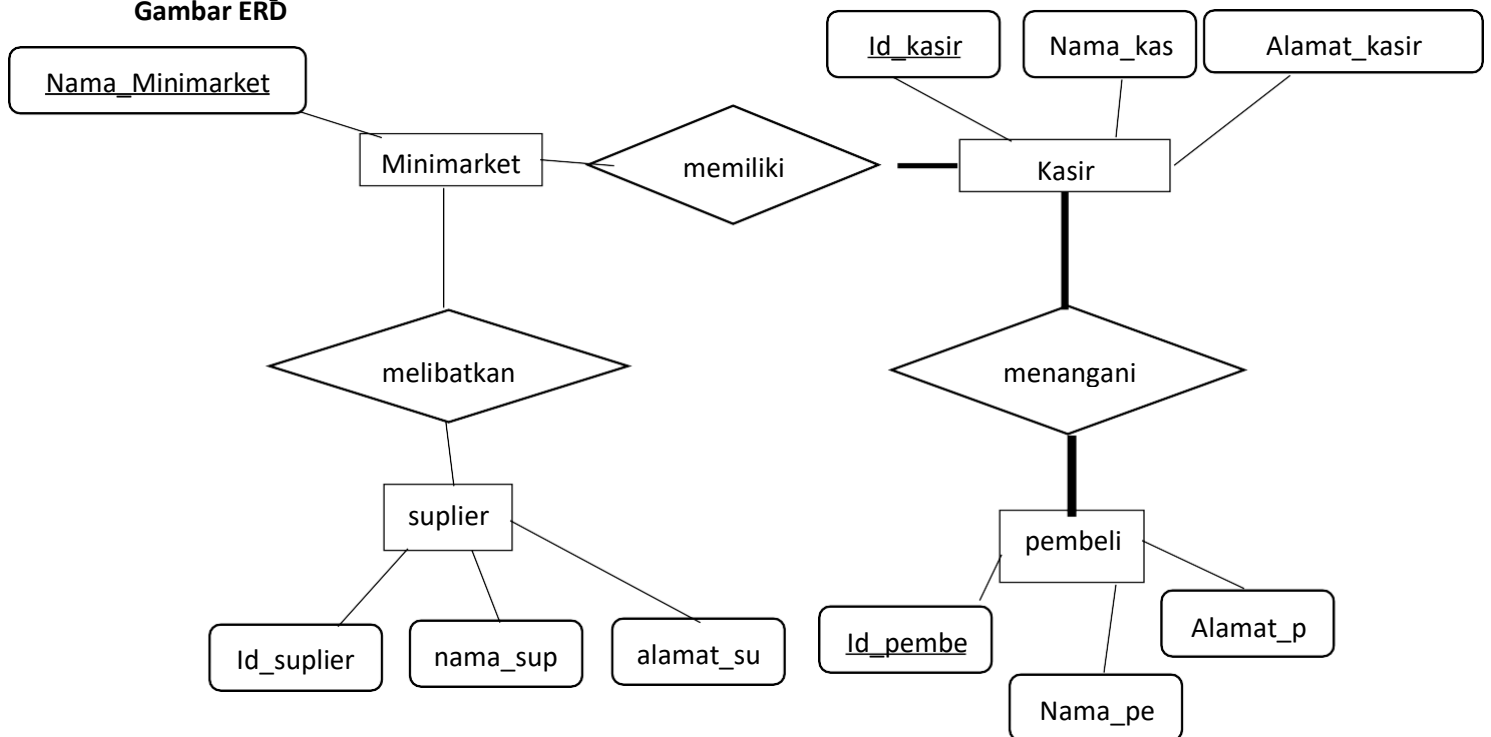 Gambar ERD
Nama_Minimarket
Id_kasir
Nama_kas
Alamat_kasir
Minimarket
memiliki
Kasir
melibatkan
menangani
suplier
pembeli
Id_suplier
nama_sup
alamat_su
Id_pembe
Alamat_p
Nama_pe